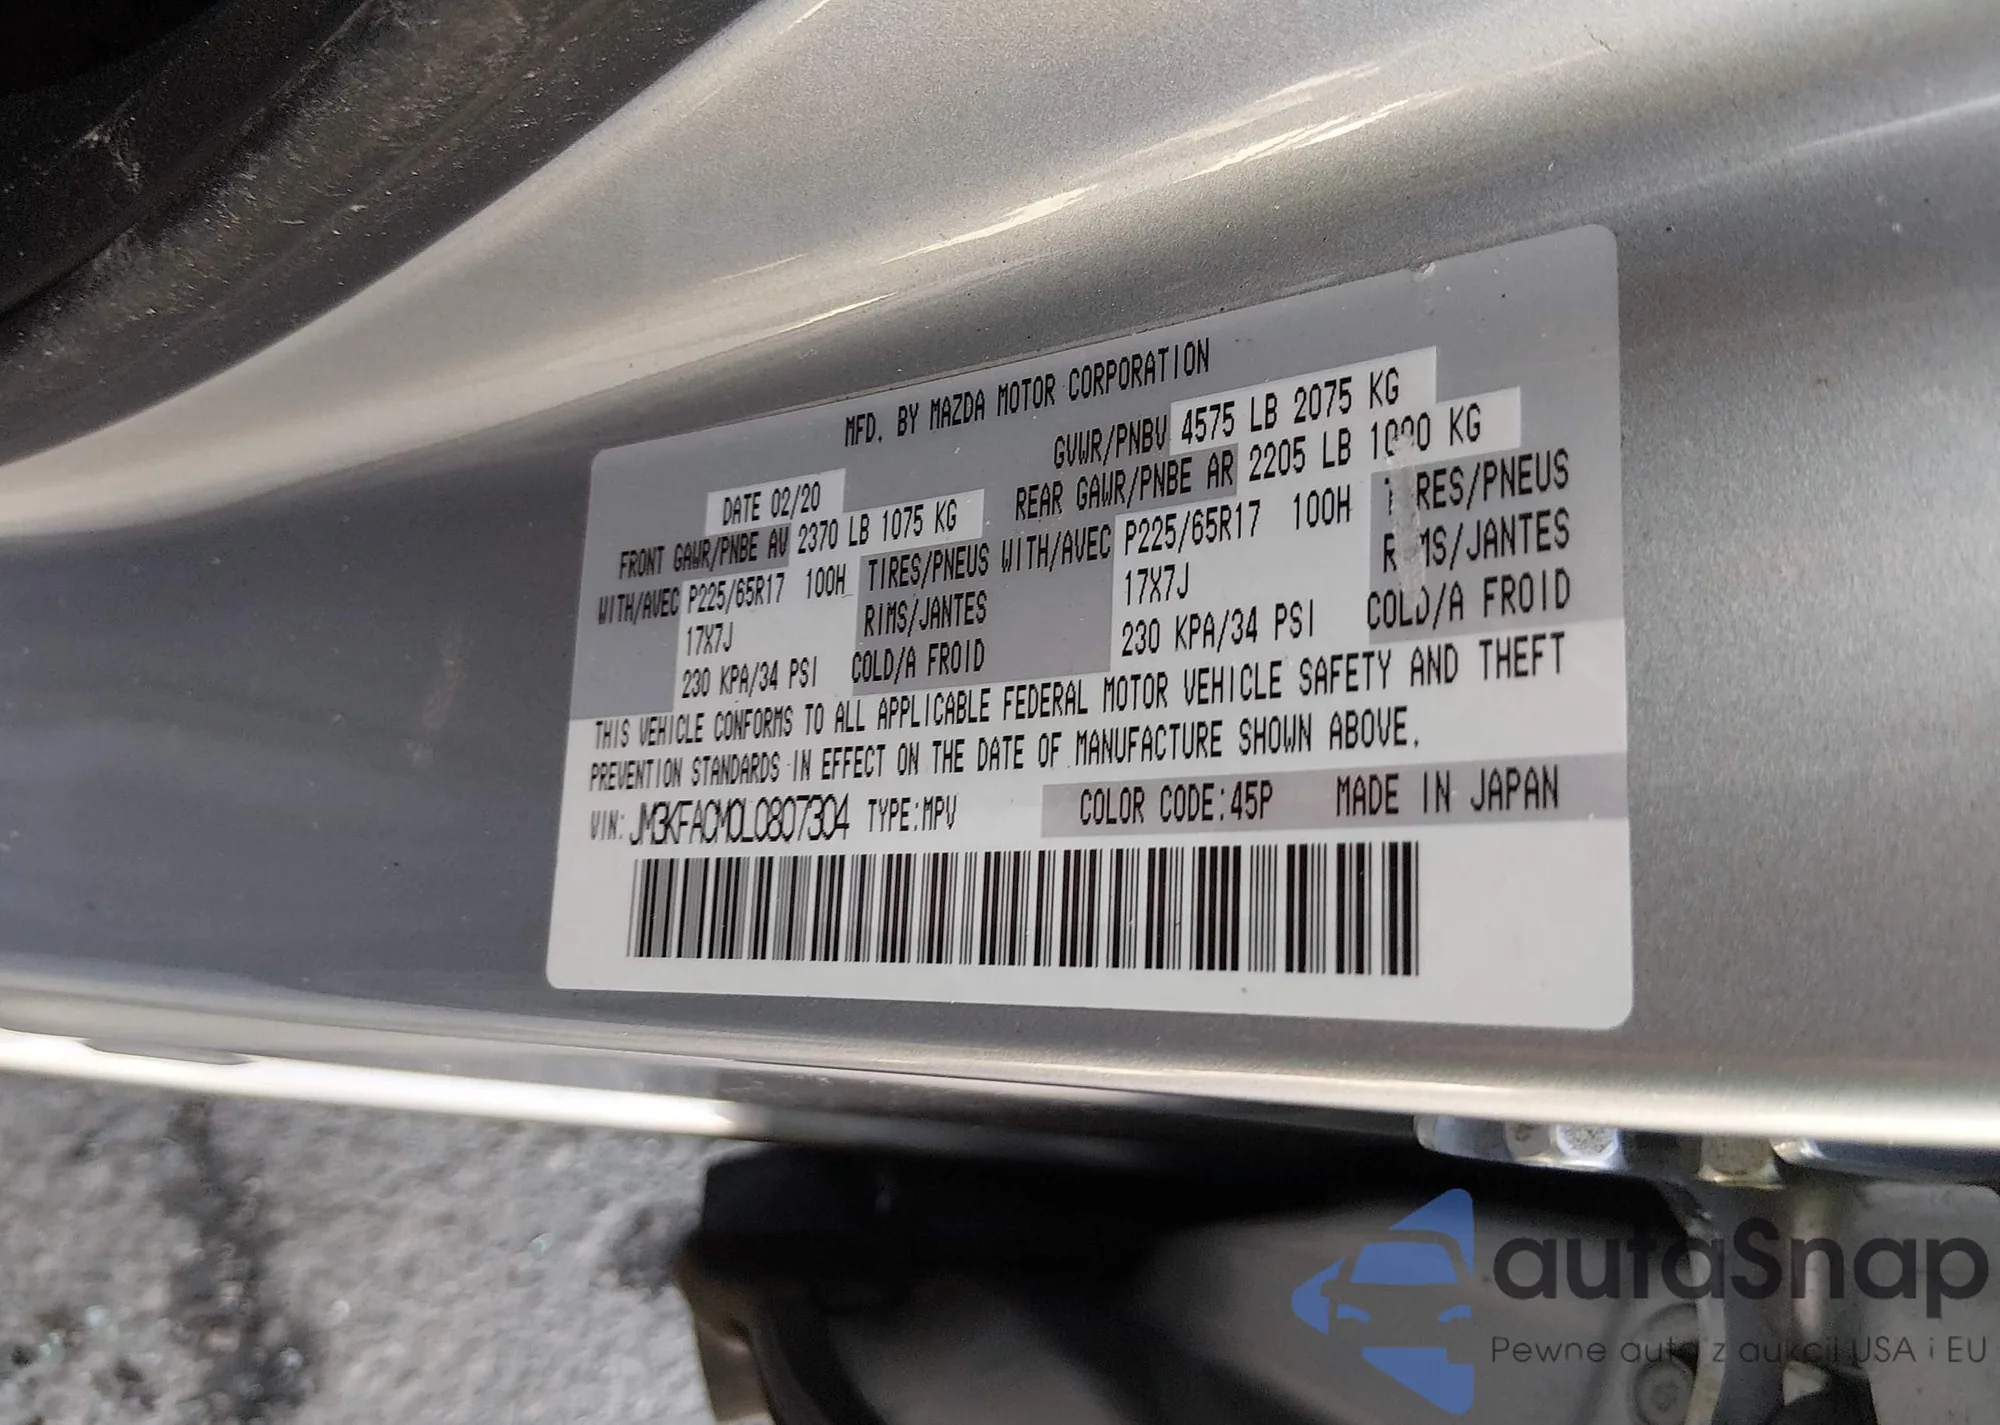 MFD. BY MAZDA MOTOR CORPORATION
DATE 02/20 GVWR/PNBV 4575 LB 2075 KG
FRONT GAWR/PNBE AV 2370 LB 1075 KG REAR GAWR/PNBE AR 2205 LB 1000 KG
WITH/AVEC P225/65R17 100H TIRES/PNEUS WITH/AVEC P225/65R17 100H TIRES/PNEUS
17X7J RIMS/JANTES 17X7J RIMS/JANTES
230 KPA/34 PSI COLD/A FROID 230 KPA/34 PSI COLD/A FROID
THIS VEHICLE CONFORMS TO ALL APPLICABLE FEDERAL MOTOR VEHICLE SAFETY AND THEFT
PREVENTION STANDARDS IN EFFECT ON THE DATE OF MANUFACTURE SHOWN ABOVE.
VIN: JM3KFACM0L0807304 TYPE:MPV COLOR CODE:45P MADE IN JAPAN
autaSnap
Pewne auta z aukcji USA i EU